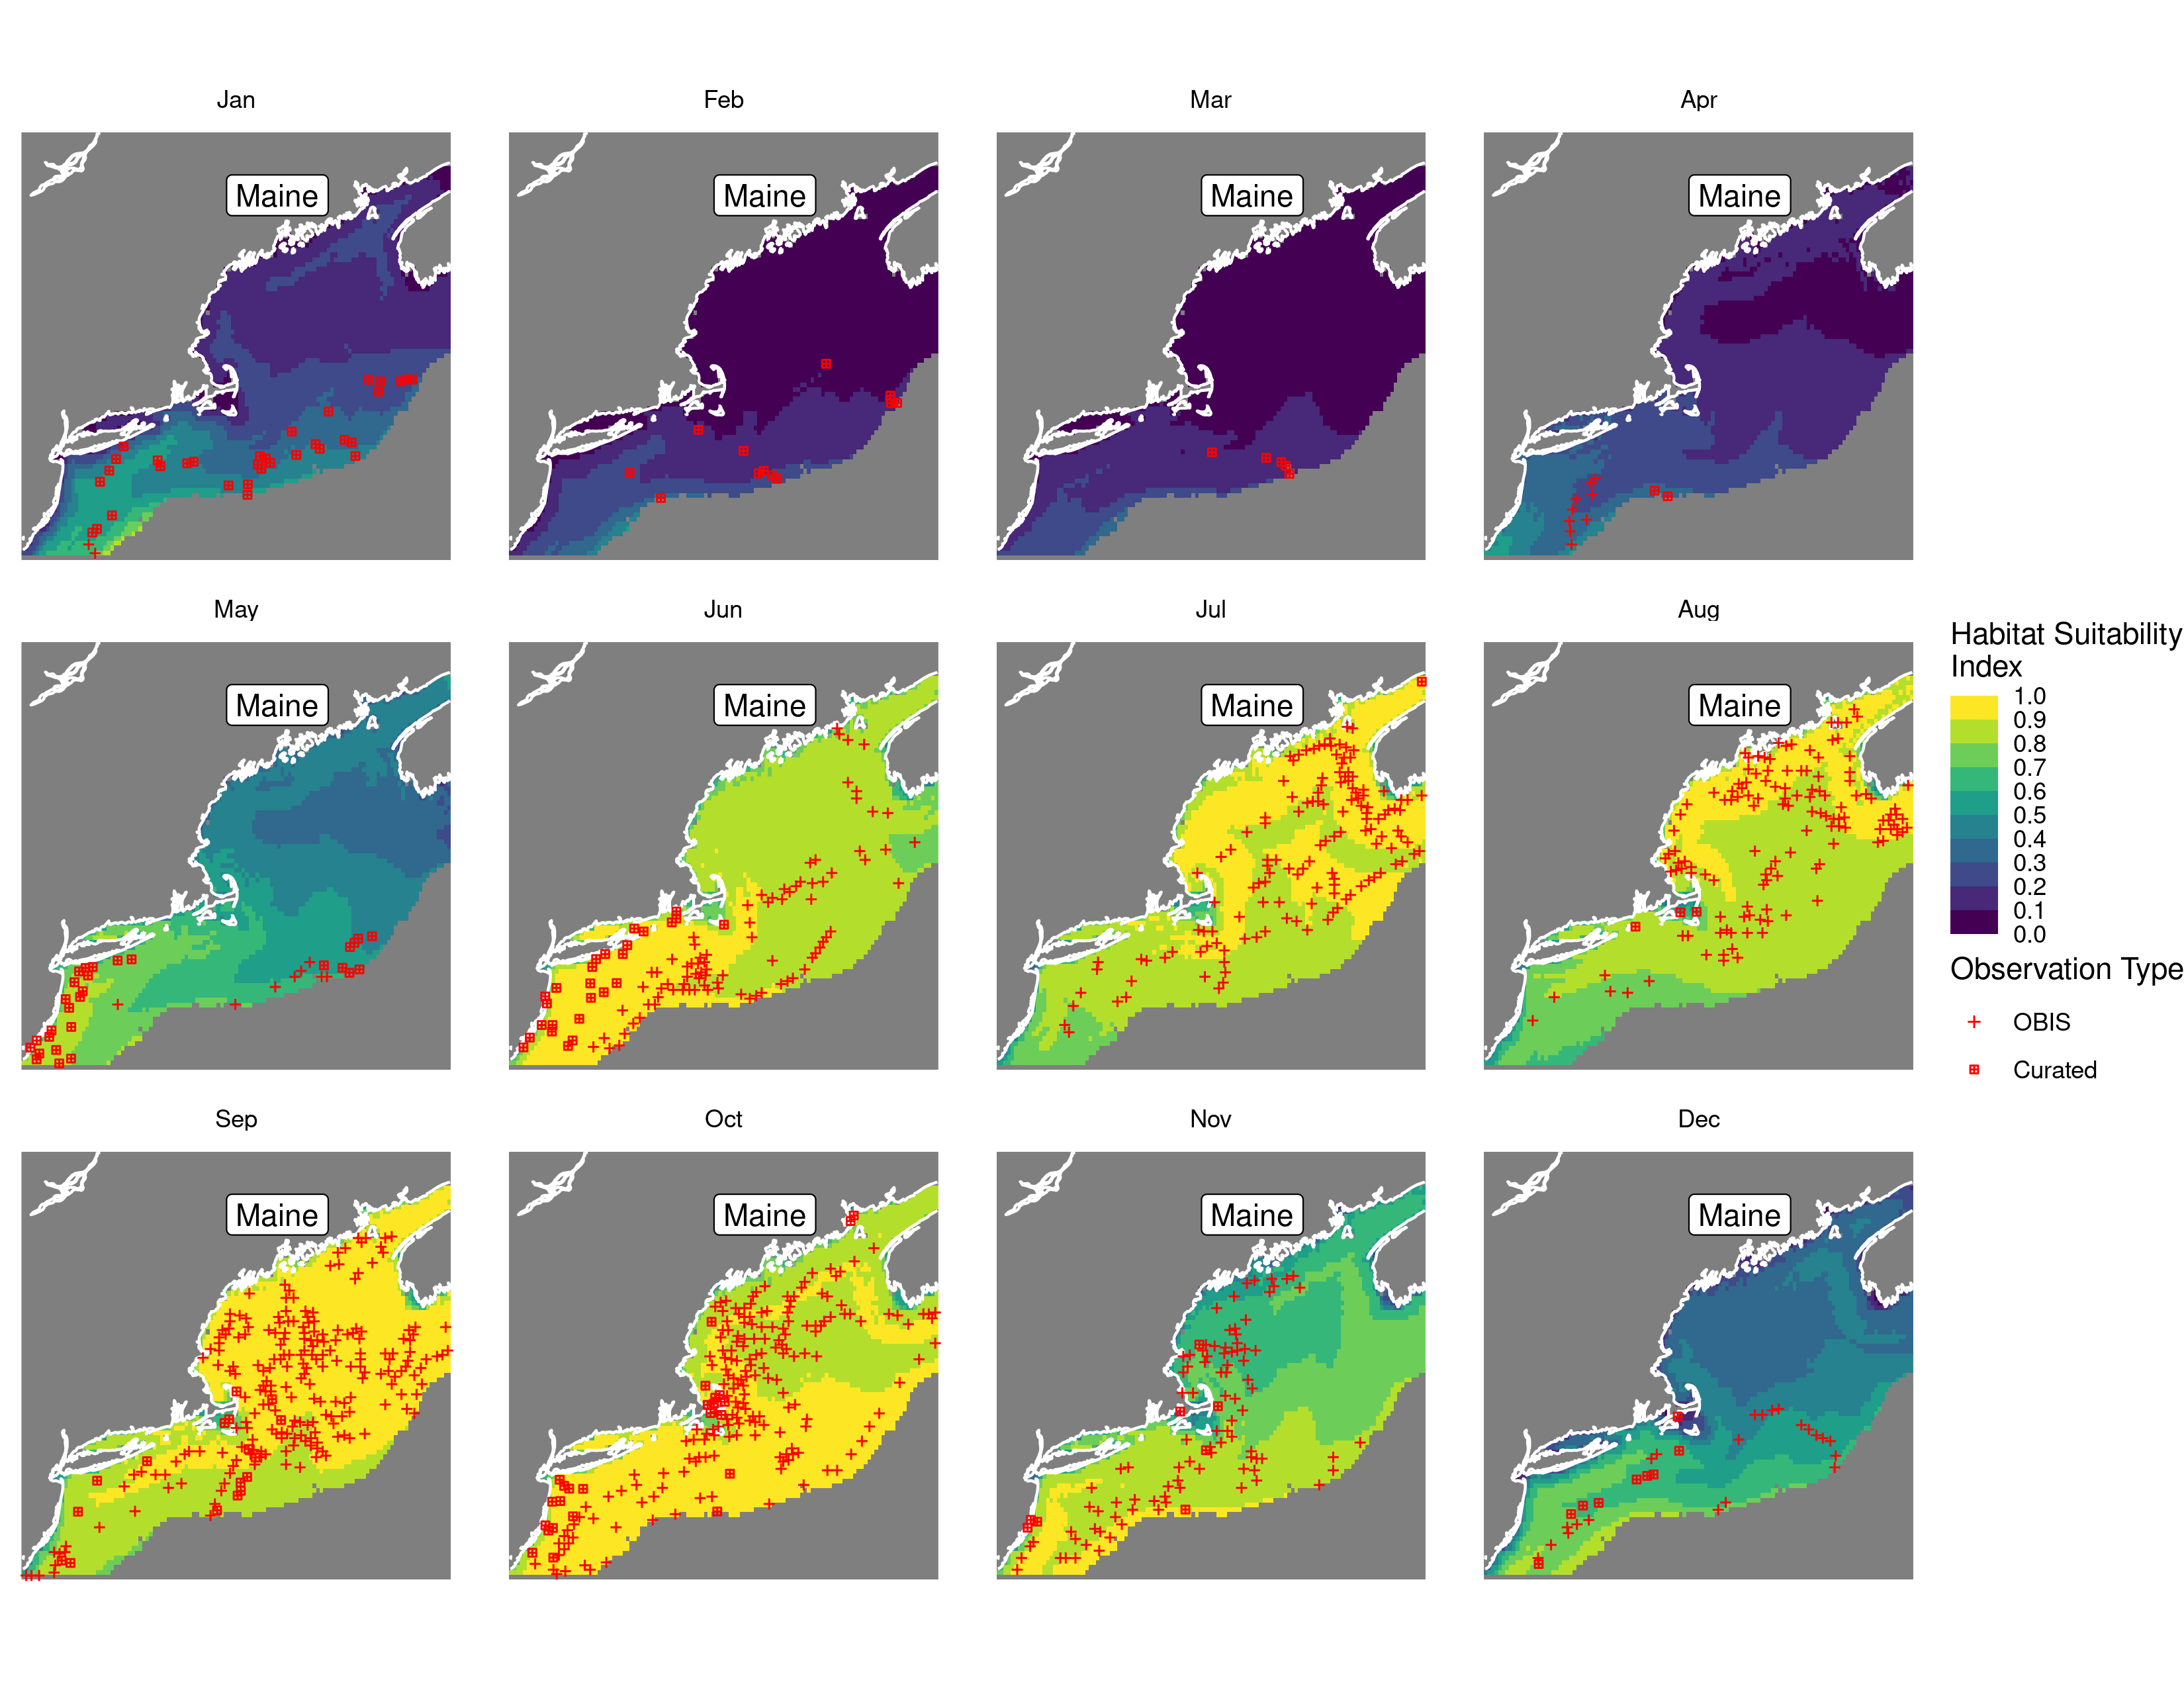 Jan
Feb
Mar
Apr
Maine
Maine
Maine
Maine
May
Jun
Jul
Aug
Maine
Maine
Maine
Maine
Habitat Suitability
Index
1.0
0.9
0.8
0.7
0.6
0.5
0.4
0.3
0.2
0.1
0.0
Observation Type
OBIS
Curated
Sep
Oct
Nov
Dec
Maine
Maine
Maine
Maine